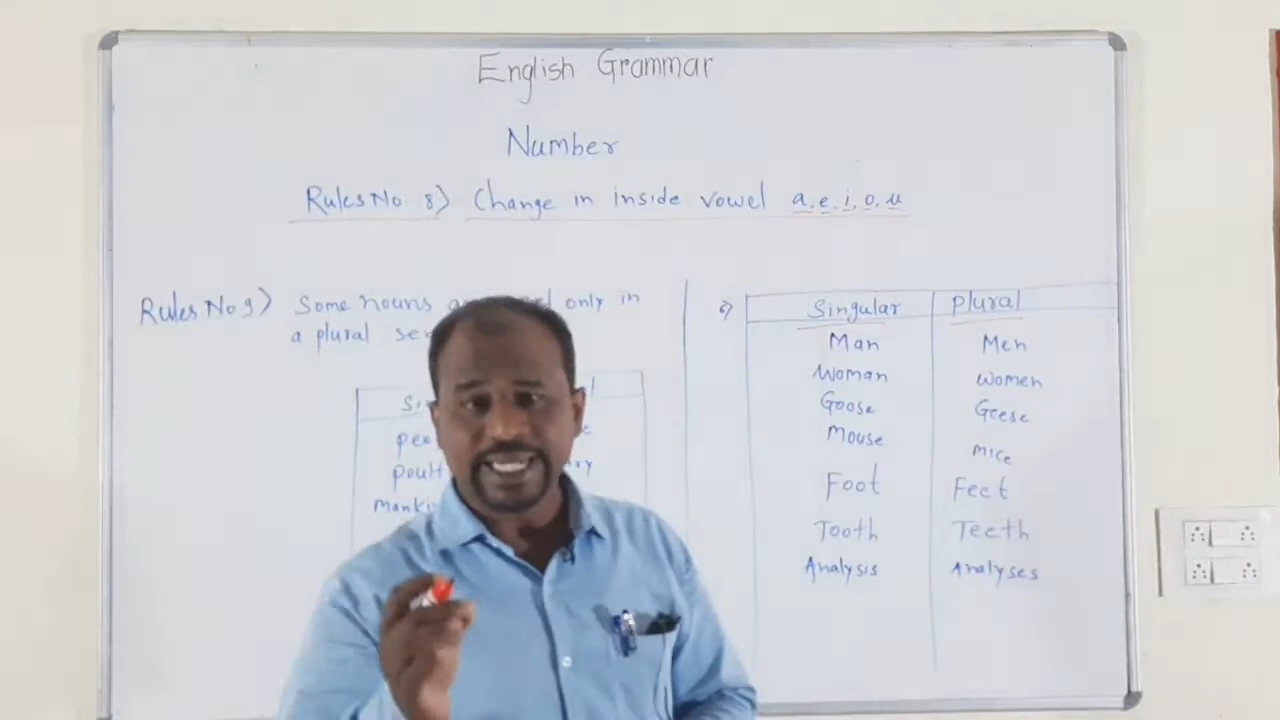 English Grammar
Number
Rules No. 8) Change in inside vowel a, e, i, o, u
Rules No 9) Some nouns only in
a plural
Singular Plural
Man Men
Woman Women
Goose Geese
Mouse Mice
Foot Feet
Tooth Teeth
Analysis Analyses